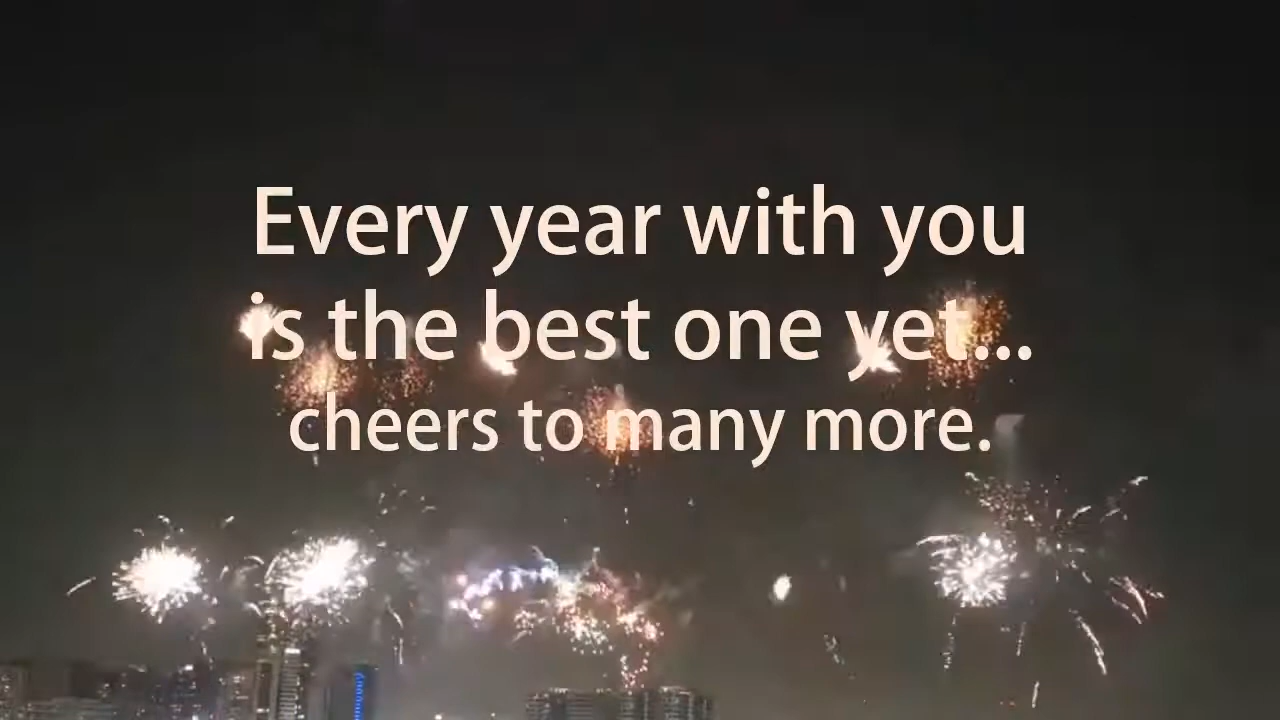 Every year with you
is the best one yet...
cheers to many more.